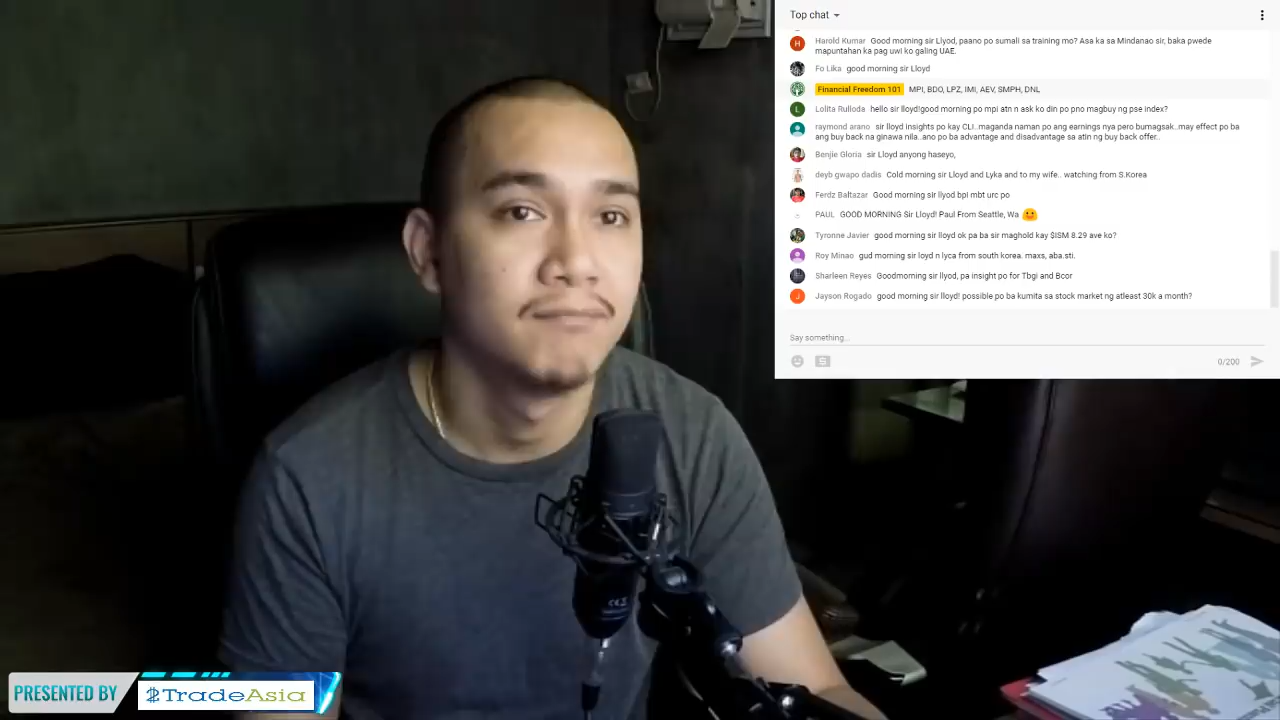 Top chat
H
Harold Kumar Good morning sir Llyod, paano po sumali sa training mo? Asa ka sa Mindanao sir, baka pwede
mapuntahan ka pag uwi ko galing UAE.
Fo Lika good morning sir Lloyd
Financial Freedom 101 MPI, BDO, LPZ, IMI, AEV, SMPH, DNL
L Lolita Rulloda hello sir lloyd!good morning po mpi atn n ask ko din po pno magbuy ng pse index?
raymond arano sir lloyd Insights po kay CLI..maganda naman po ang earnings nya pero bumagsak..may effect po ba
ang buy back na ginawa nila..ano po ba advantage and disadvantage sa atin ng buy back offer..
Benjie Gloria sir Lloyd anyong haseyo,
deyb gwapo dadis Cold morning sir Lloyd and Lyka and to my wife.. watching from S.Korea
Ferdz Baltazar Good morning sir llyod bpi mbt urc po
PAUL GOOD MORNING Sir Lloyd! Paul From Seattle, Wa
Tyronne Javier good morning sir lloyd ok pa ba sir maghold kay $ISM 8.29 ave ko?
Roy Minao gud morning sir loyd n lyca from south korea. maxs, aba.sti.
Sharleen Reyes Goodmorning sir llyod, pa insight po for Tbgi and Bcor
J Jayson Rogado good morning sir lloyd! possible po ba kumita sa stock market ng atleast 30k a month?
Say something...
0/200
PRESENTED BY $TradeAsia